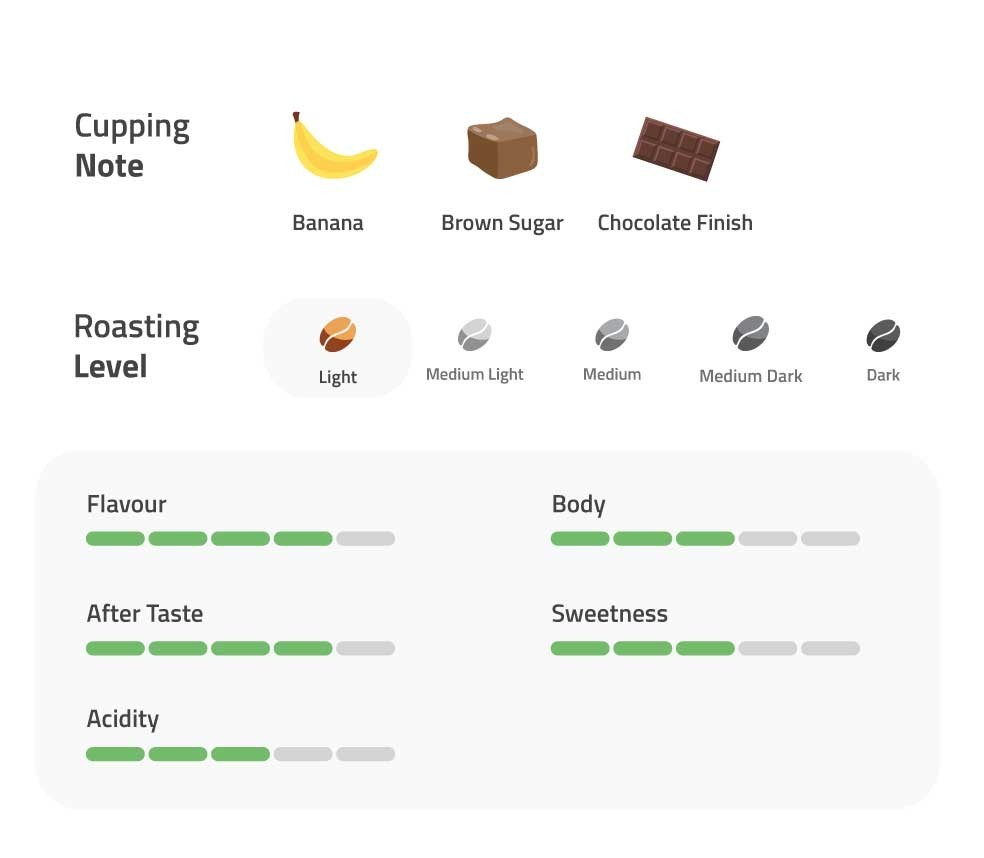 Cupping
Note
Banana
Brown Sugar
Chocolate Finish
Roasting
Level
Light
Medium Light
Medium
Medium Dark
Dark
Flavour
Body
After Taste
Sweetness
Acidity